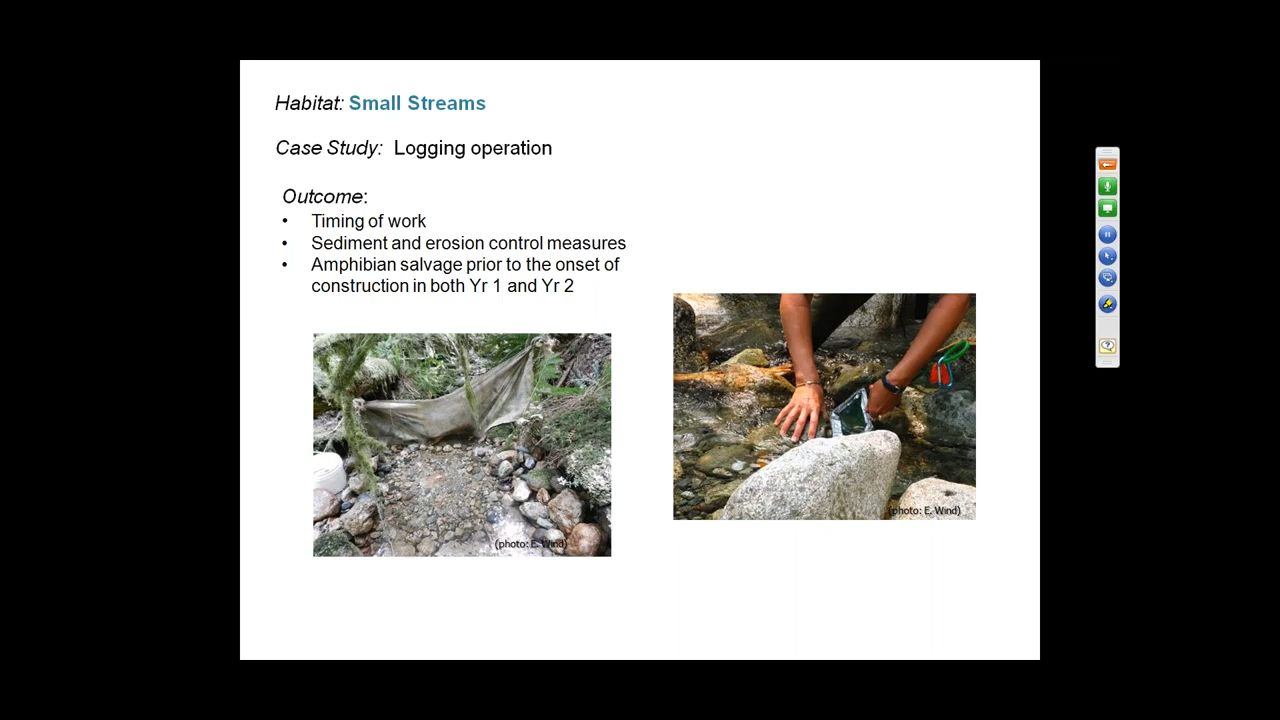 Habitat: Small Streams
Case Study: Logging operation
Outcome:
• Timing of work
• Sediment and erosion control measures
• Amphibian salvage prior to the onset of
construction in both Yr 1 and Yr 2
(photo: E. Wind)
(photo: E. Wind)